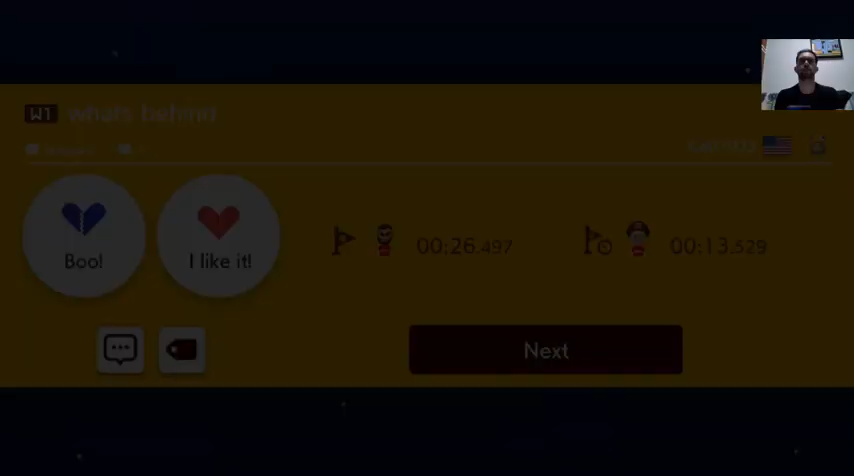 W1 whats behind
Boo!
I like it!
00:26.497
00:13.529
Next